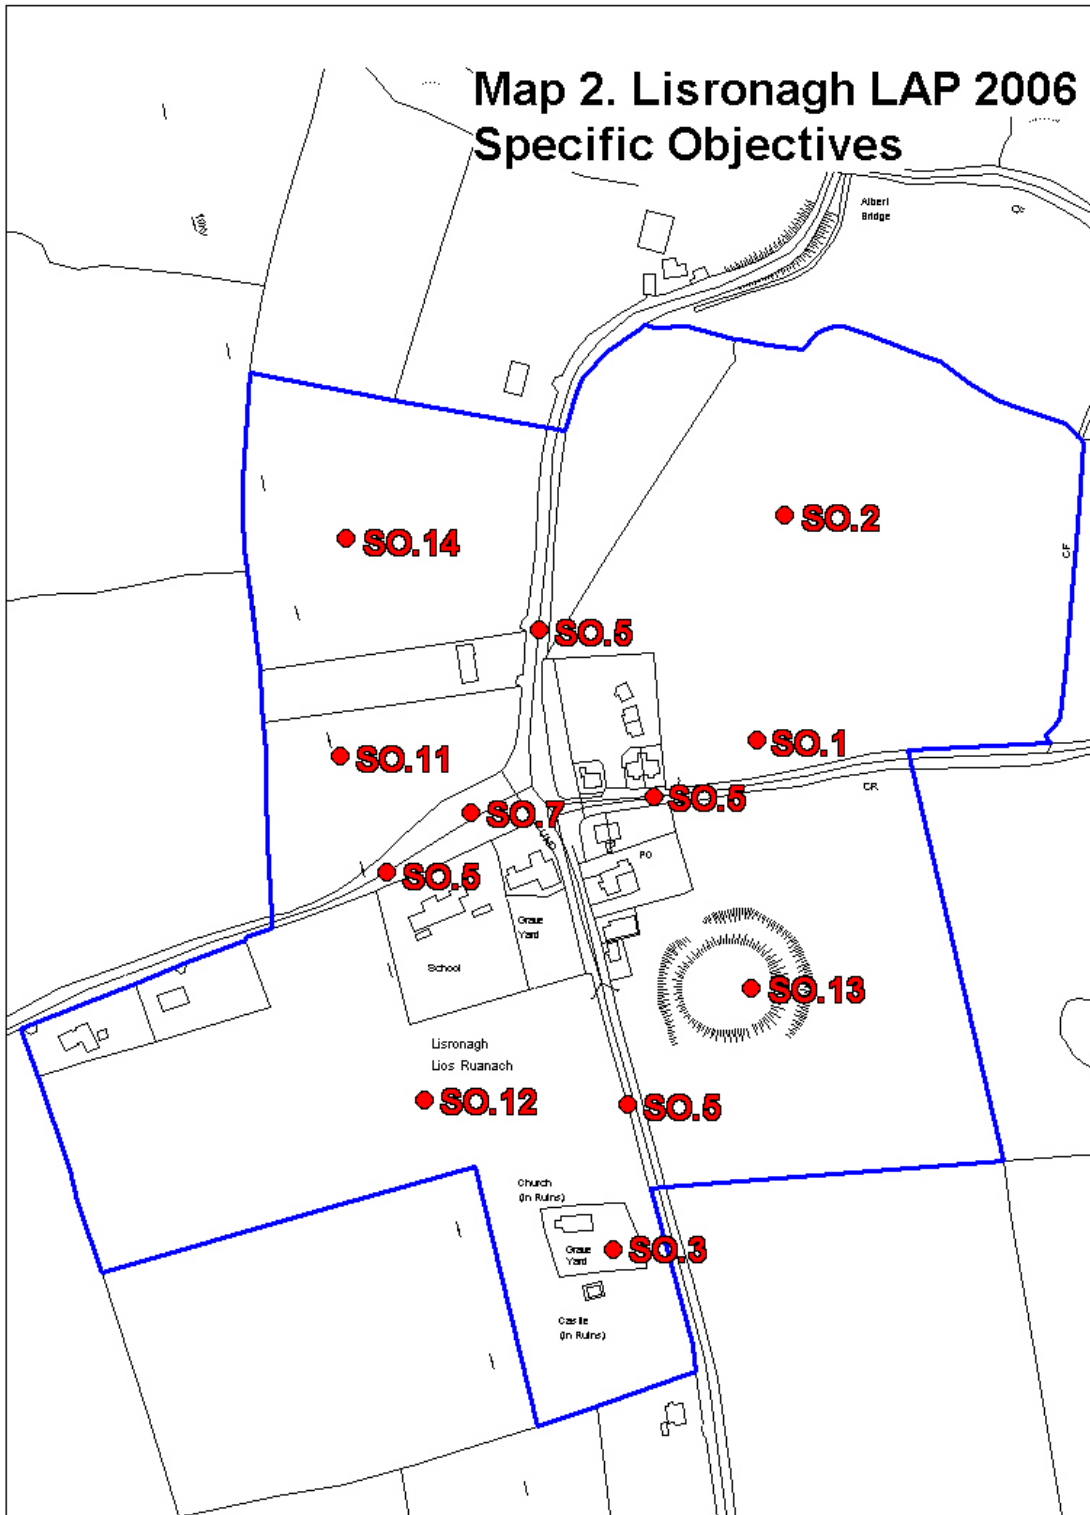 Map 2. Lisronagh LAP 2006
Specific Objectives
Albert
Bridge
SO.2
SO.14
CF
SO.5
SO.1
SO.11
SO.5
CR
SO.7
PO
SO.5
Grave
Yard
School
SO.13
Lisronagh
Lios Ruanach
SO.12
SO.5
Church
(in Ruins)
Grave
Yard
SO.3
Castle
(in Ruins)